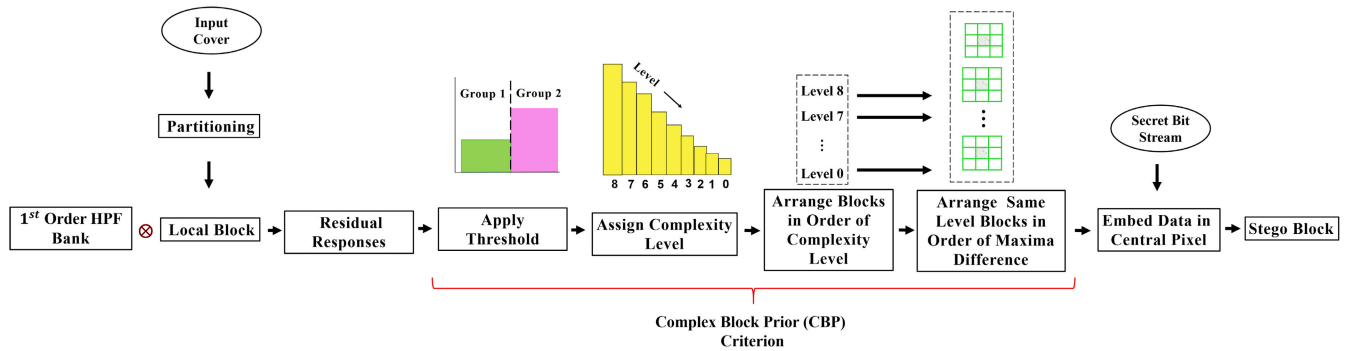 Input
Cover
Partitioning
1st Order HPF
Bank
⊗
Local Block
Residual
Responses
Group 1
Group 2
Apply
Threshold
Level
8 7 6 5 4 3 2 1 0
Assign Complexity
Level
Level 8
Level 7
...
Level 0
Arrange Blocks
in Order of
Complexity
Level
Arrange Same
Level Blocks in
Order of Maxima
Difference
Secret Bit
Stream
Embed Data in
Central Pixel
Stego Block
Complex Block Prior (CBP)
Criterion